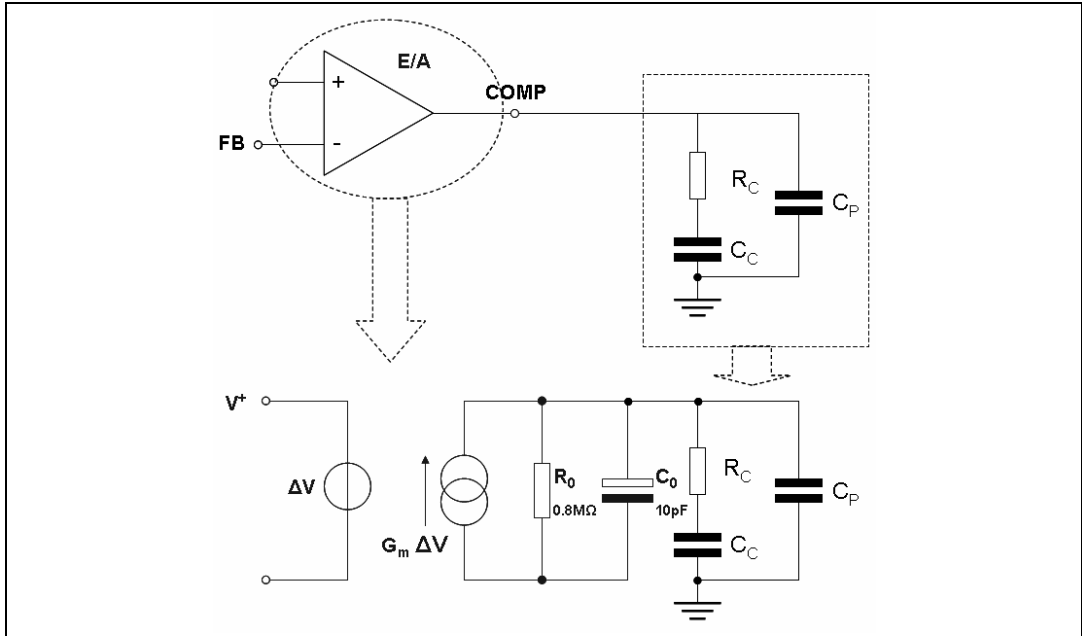 E/A
+
COMP
FB
-
R_C
C_P
C_C
V⁺
ΔV
G_m ΔV
R_0
0.8MΩ
C_0
10pF
R_C
C_P
C_C